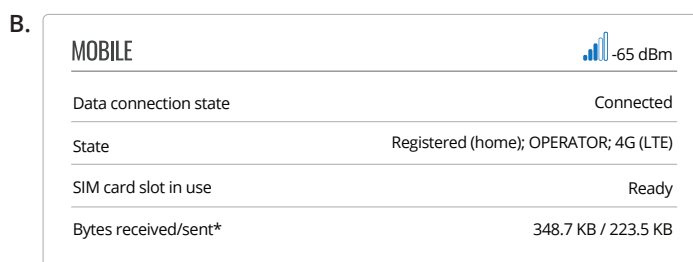 B.
MOBILE -65 dBm
Data connection state Connected
State Registered (home); OPERATOR; 4G (LTE)
SIM card slot in use Ready
Bytes received/sent* 348.7 KB / 223.5 KB